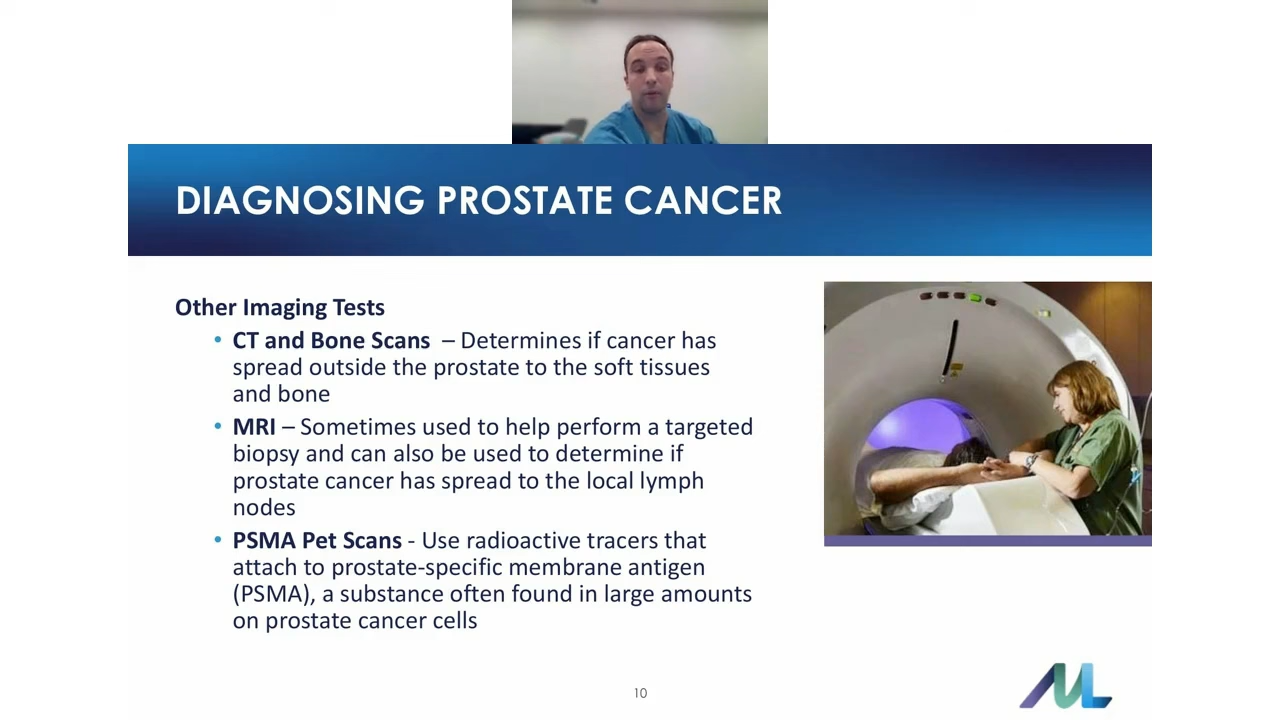 DIAGNOSING PROSTATE CANCER
Other Imaging Tests
• CT and Bone Scans – Determines if cancer has
spread outside the prostate to the soft tissues
and bone
• MRI – Sometimes used to help perform a targeted
biopsy and can also be used to determine if
prostate cancer has spread to the local lymph
nodes
• PSMA Pet Scans - Use radioactive tracers that
attach to prostate-specific membrane antigen
(PSMA), a substance often found in large amounts
on prostate cancer cells
10